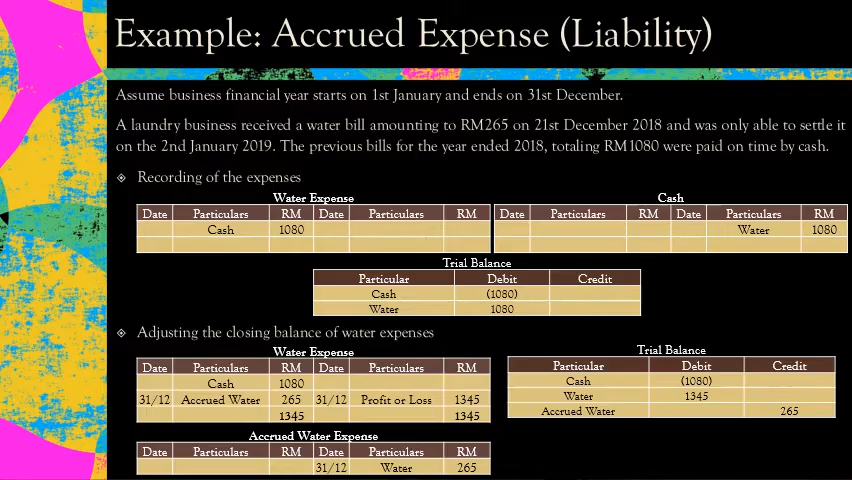 Example: Accrued Expense (Liability)
Assume business financial year starts on 1st January and ends on 31st December.
A laundry business received a water bill amounting to RM265 on 21st December 2018 and was only able to settle it
on the 2nd January 2019. The previous bills for the year ended 2018, totaling RM1080 were paid on time by cash.
Recording of the expenses
Water Expense
Date Particulars RM Date Particulars RM
Cash 1080
Cash
Date Particulars RM Date Particulars RM
Water 1080
Trial Balance
Particular Debit Credit
Cash (1080)
Water 1080
Adjusting the closing balance of water expenses
Water Expense
Date Particulars RM Date Particulars RM
Cash 1080
31/12 Accrued Water 265 31/12 Profit or Loss 1345
1345 1345
Trial Balance
Particular Debit Credit
Cash (1080)
Water 1345
Accrued Water 265
Accrued Water Expense
Date Particulars RM Date Particulars RM
31/12 Water 265